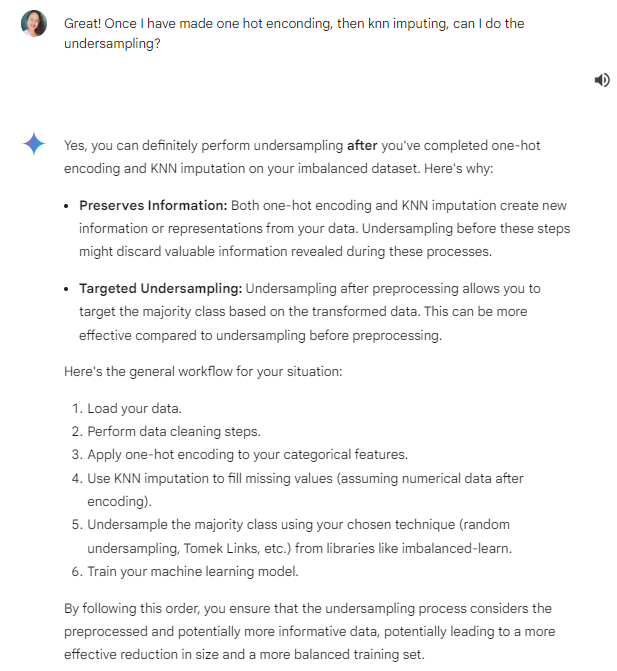 Great! Once I have made one hot enconding, then knn imputing, can I do the
undersampling?
Yes, you can definitely perform undersampling after you've completed one-hot
encoding and KNN imputation on your imbalanced dataset. Here's why:
• Preserves Information: Both one-hot encoding and KNN imputation create new
information or representations from your data. Undersampling before these steps
might discard valuable information revealed during these processes.
• Targeted Undersampling: Undersampling after preprocessing allows you to
target the majority class based on the transformed data. This can be more
effective compared to undersampling before preprocessing.
Here's the general workflow for your situation:
1. Load your data.
2. Perform data cleaning steps.
3. Apply one-hot encoding to your categorical features.
4. Use KNN imputation to fill missing values (assuming numerical data after
encoding).
5. Undersample the majority class using your chosen technique (random
undersampling, Tomek Links, etc.) from libraries like imbalanced-learn.
6. Train your machine learning model.
By following this order, you ensure that the undersampling process considers the
preprocessed and potentially more informative data, potentially leading to a more
effective reduction in size and a more balanced training set.